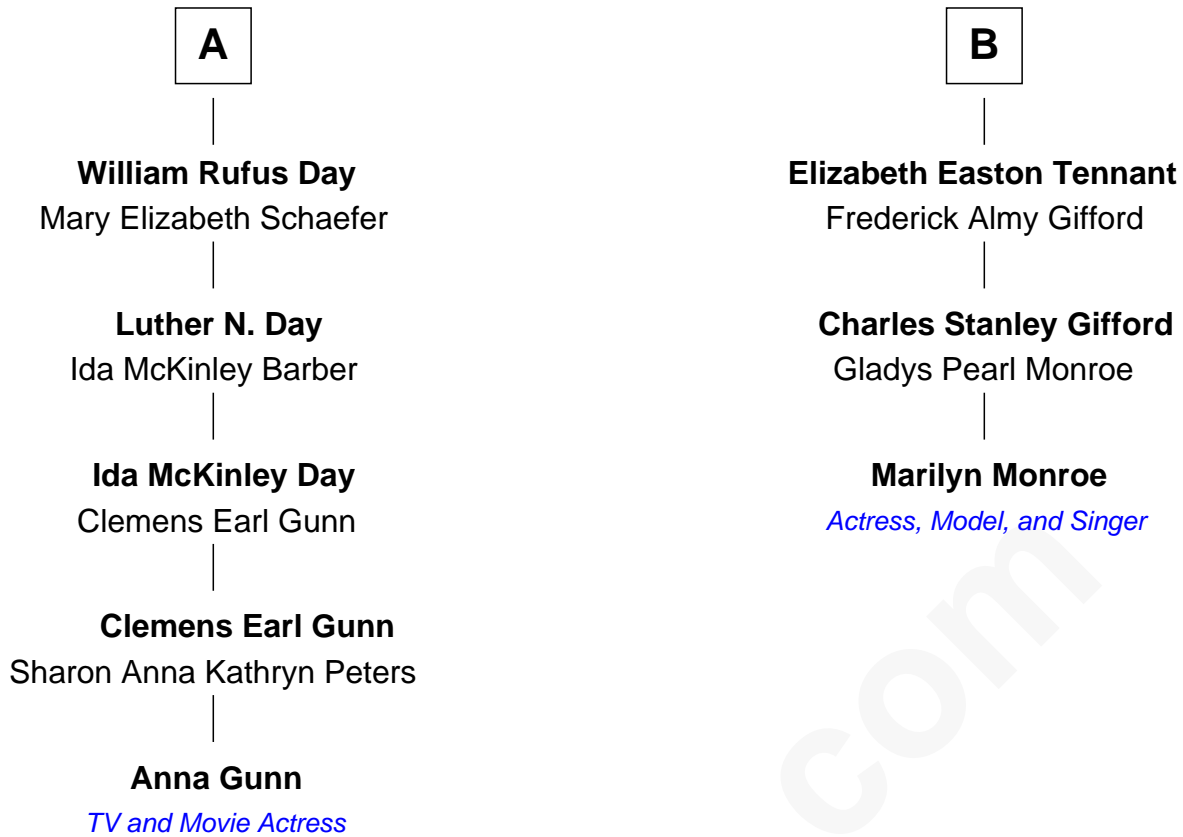 A
William Rufus Day
Mary Elizabeth Schaefer
Luther N. Day
Ida McKinley Barber
Ida McKinley Day
Clemens Earl Gunn
Clemens Earl Gunn
Sharon Anna Kathryn Peters
Anna Gunn
TV and Movie Actress
B
Elizabeth Easton Tennant
Frederick Almy Gifford
Charles Stanley Gifford
Gladys Pearl Monroe
Marilyn Monroe
Actress, Model, and Singer
com